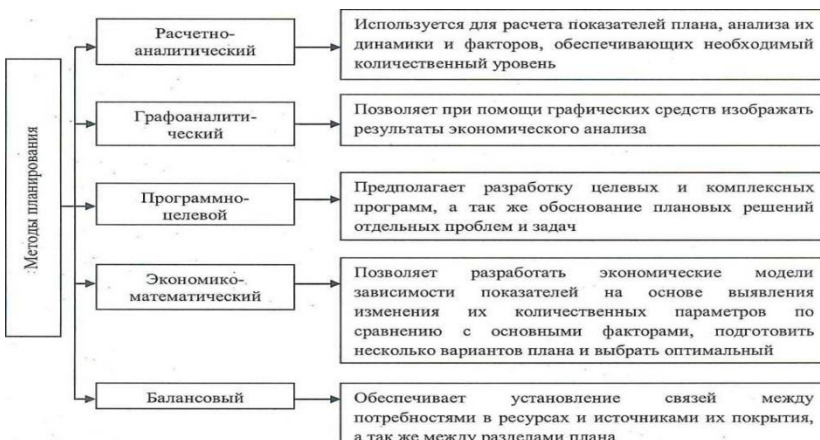 Методы планирования
Расчетно-
аналитический
Используется для расчета показателей плана, анализа их
динамики и факторов, обеспечивающих необходимый
количественный уровень
Графоаналити-
ческий
Позволяет при помощи графических средств изображать
результаты экономического анализа
Программно-
целевой
Предполагает разработку целевых и комплексных
программ, а так же обоснование плановых решений
отдельных проблем и задач
Экономико-
математический
Позволяет разработать экономические модели
зависимости показателей на основе выявления
изменения их количественных параметров по
сравнению с основными факторами, подготовить
несколько вариантов плана и выбрать оптимальный
Балансовый
Обеспечивает установление связей между
потребностями в ресурсах и источниками их покрытия,
а так же между разделами плана